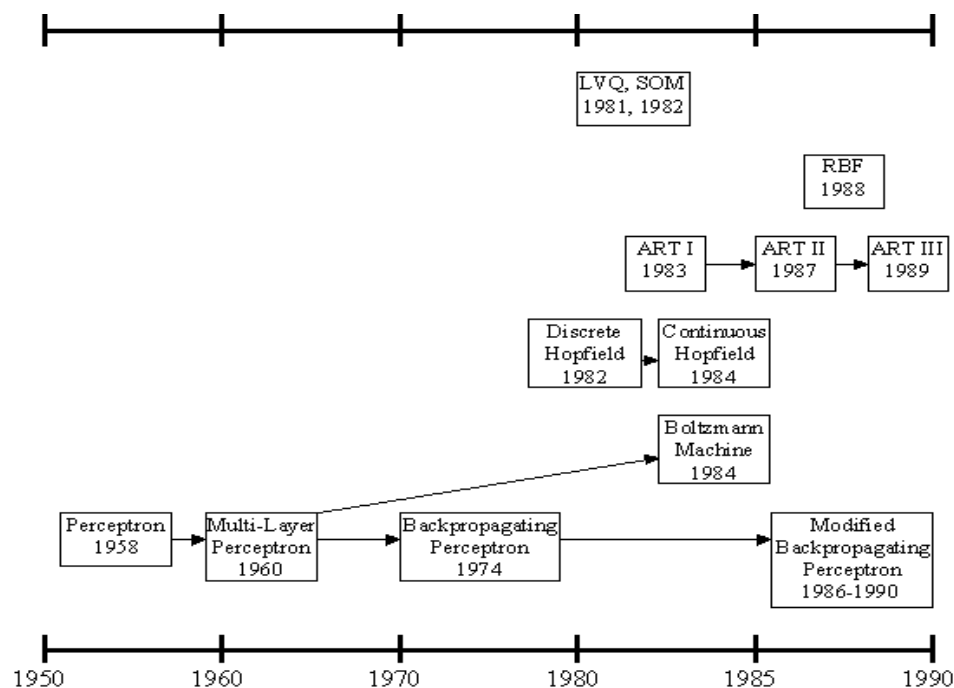 LVQ, SOM
1981, 1982
RBF
1988
ART I
1983
ART II
1987
ART III
1989
Discrete
Hopfield
1982
Continuous
Hopfield
1984
Boltzmann
Machine
1984
Perceptron
1958
Multi-Layer
Perceptron
1960
Backpropagating
Perceptron
1974
Modified
Backpropagating
Perceptron
1986-1990
1950
1960
1970
1980
1985
1990